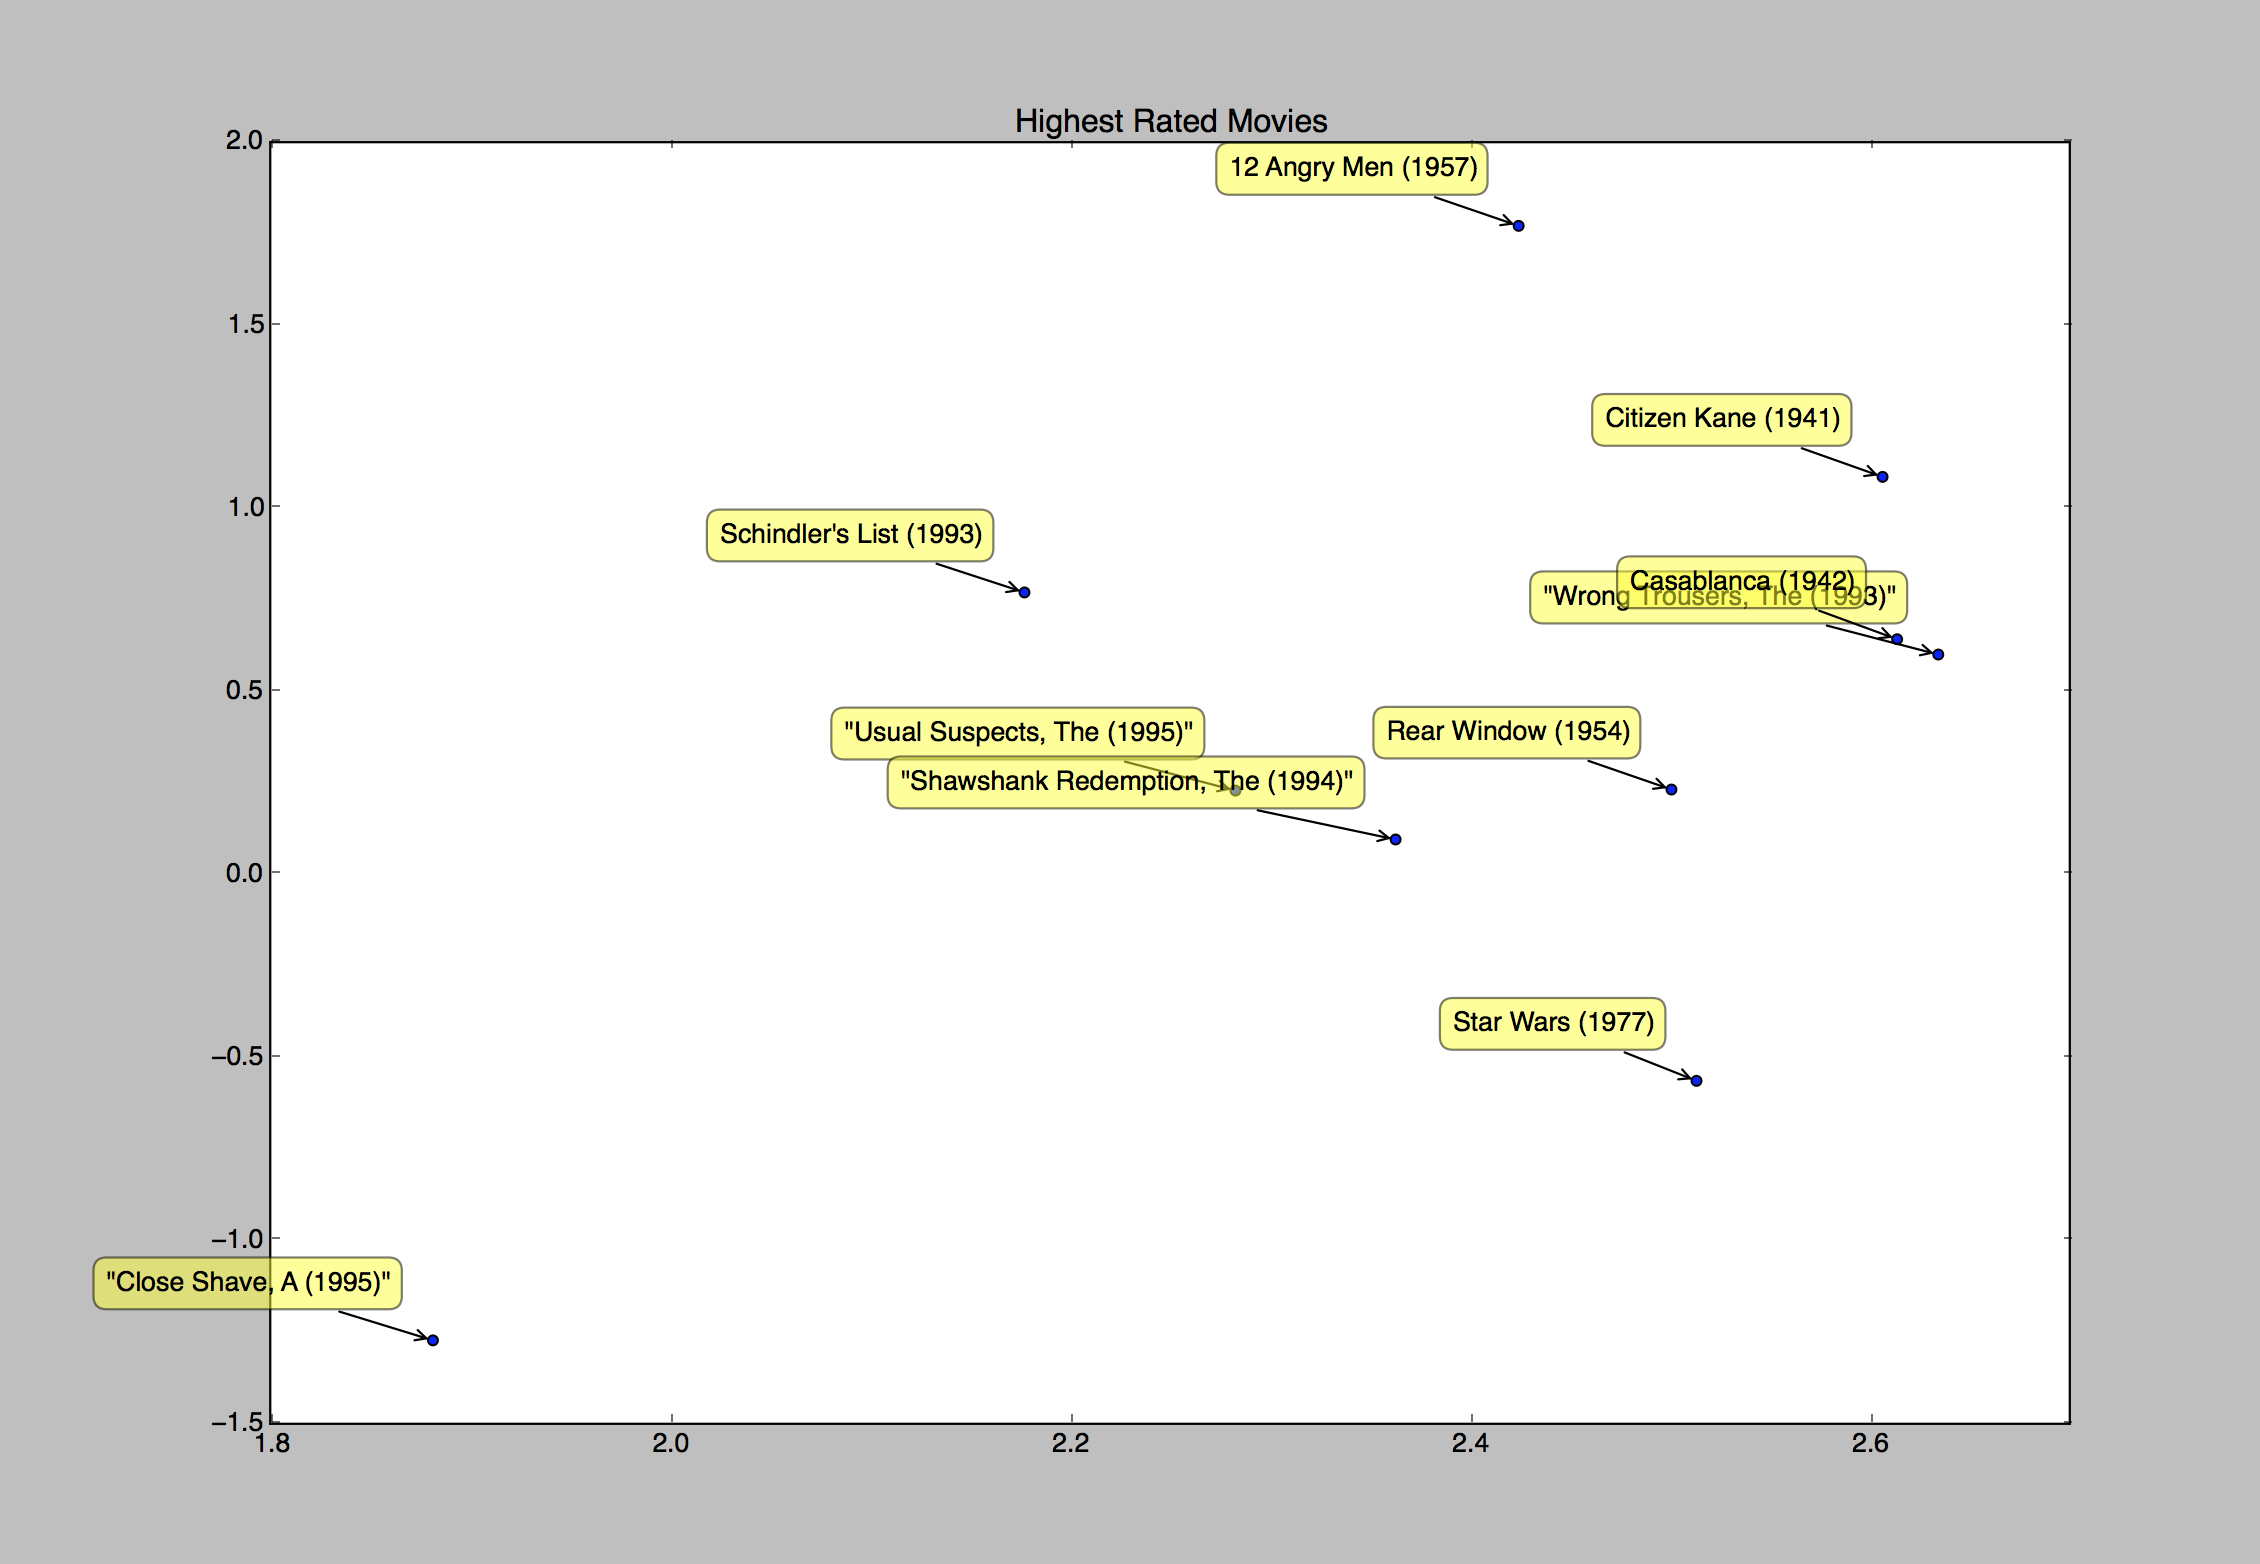 Highest Rated Movies
2.0
12 Angry Men (1957)
1.5
Citizen Kane (1941)
1.0
Schindler's List (1993)
Casablanca (1942)
"Wrong Trousers, The (1993)"
0.5
"Usual Suspects, The (1995)"
Rear Window (1954)
"Shawshank Redemption, The (1994)"
0.0
Star Wars (1977)
−0.5
−1.0
"Close Shave, A (1995)"
−1.5
1.8 2.0 2.2 2.4 2.6